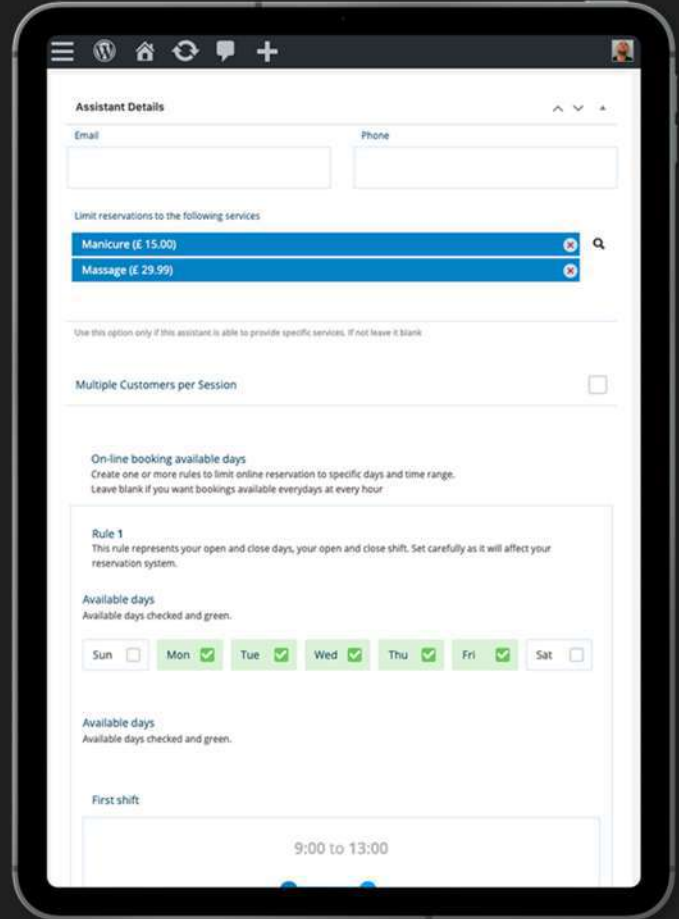 Assistant Details
Email
Phone
Limit reservations to the following services
Manicure (£ 15.00)
Massage (£ 29.99)
Use this option only if this assistant is able to provide specific services. If not leave it blank
Multiple Customers per Session
On-line booking available days
Create one or more rules to limit online reservation to specific days and time range.
Leave blank if you want bookings available everydays at every hour
Rule 1
This rule represents your open and close days, your open and close shift. Set carefully as it will affect your
reservation system.
Available days
Available days checked and green.
Sun Mon Tue Wed Thu Fri Sat
Available days
Available days checked and green.
First shift
9:00 to 13:00